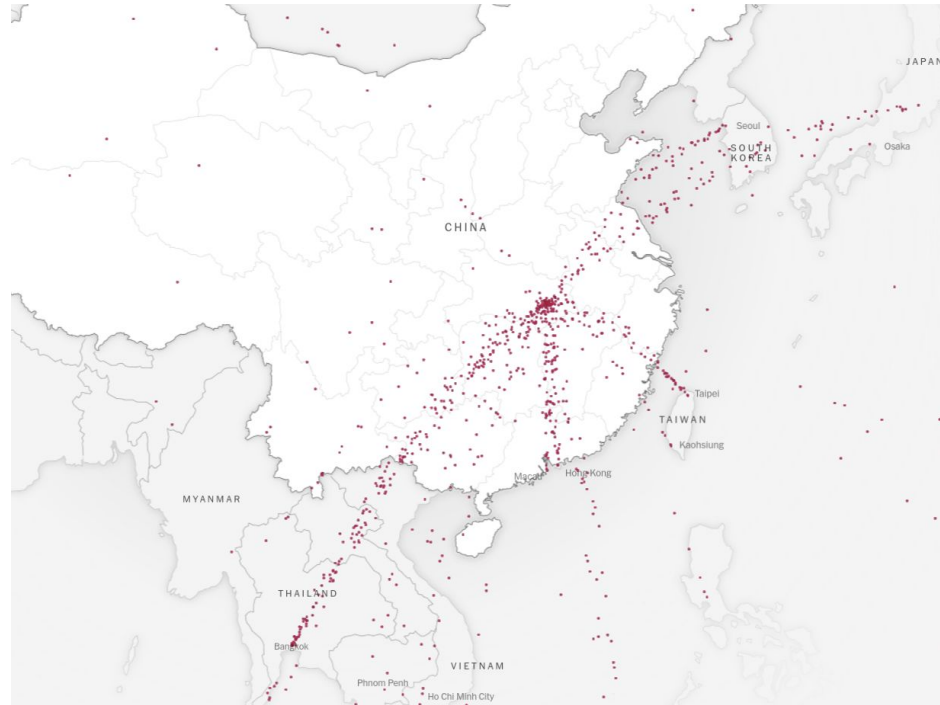 JAPAN
Seoul
SOUTH
KOREA
Osaka
CHINA
Taipei
TAIWAN
Kaohsiung
Macau
Hong Kong
MYANMAR
THAILAND
Bangkok
VIETNAM
Phnom Penh
Ho Chi Minh City